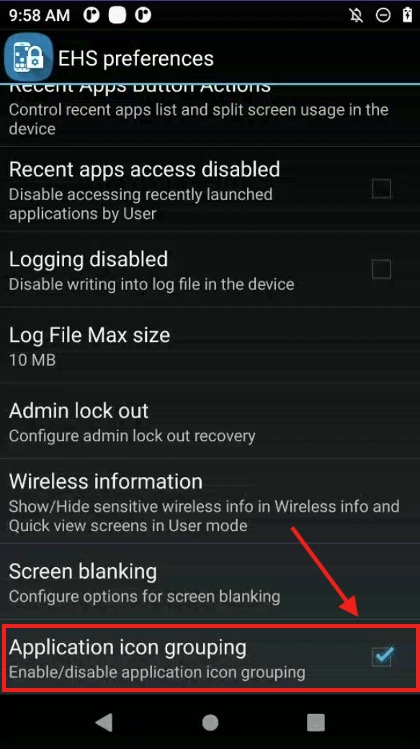 9:58 AM
EHS preferences
Recent Apps Button Actions
Control recent apps list and split screen usage in the
device
Recent apps access disabled
Disable accessing recently launched
applications by User
Logging disabled
Disable writing into log file in the device
Log File Max size
10 MB
Admin lock out
Configure admin lock out recovery
Wireless information
Show/Hide sensitive wireless info in Wireless info and
Quick view screens in User mode
Screen blanking
Configure options for screen blanking
Application icon grouping
Enable/disable application icon grouping